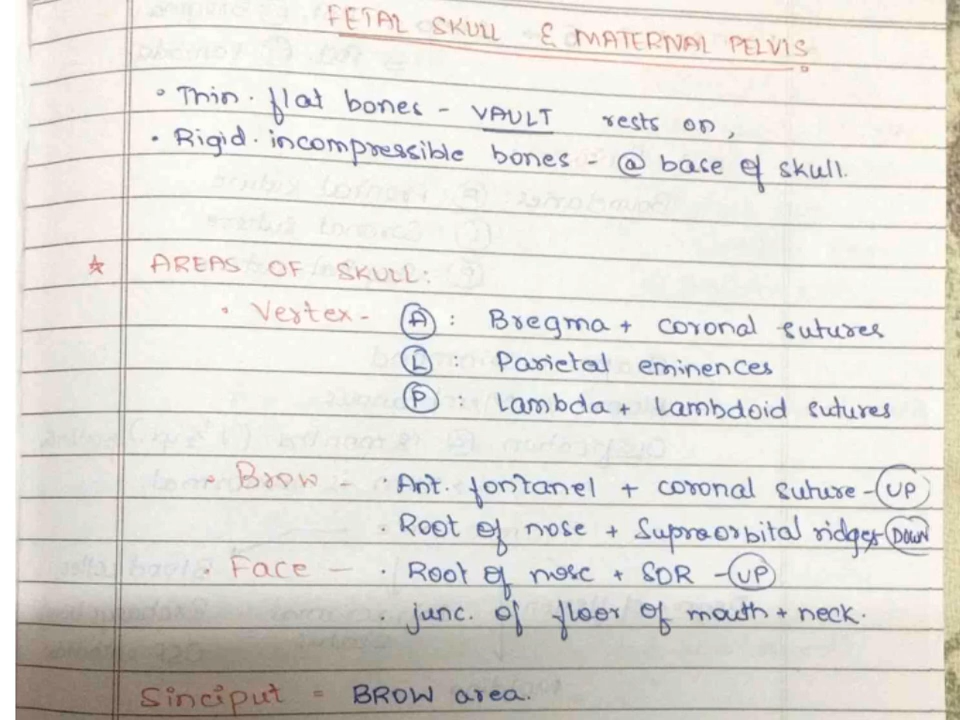 FETAL SKULL & MATERNAL PELVIS
• Thin. flat bones - VAULT rests on,
• Rigid. incompressible bones - @ base of skull.
☆ AREAS OF SKULL:
• Vertex - Ⓐ : Bregma + coronal sutures
Ⓛ : Parietal eminences
Ⓟ : Lambda + Lambdoid sutures
• Brow • Ant. fontanel + coronal suture - UP
• Root of nose + Supraorbital ridges - Down
• Face - • Root of nose + SOR - UP
• junc. of floor of mouth + neck.
Sinciput = BROW area.